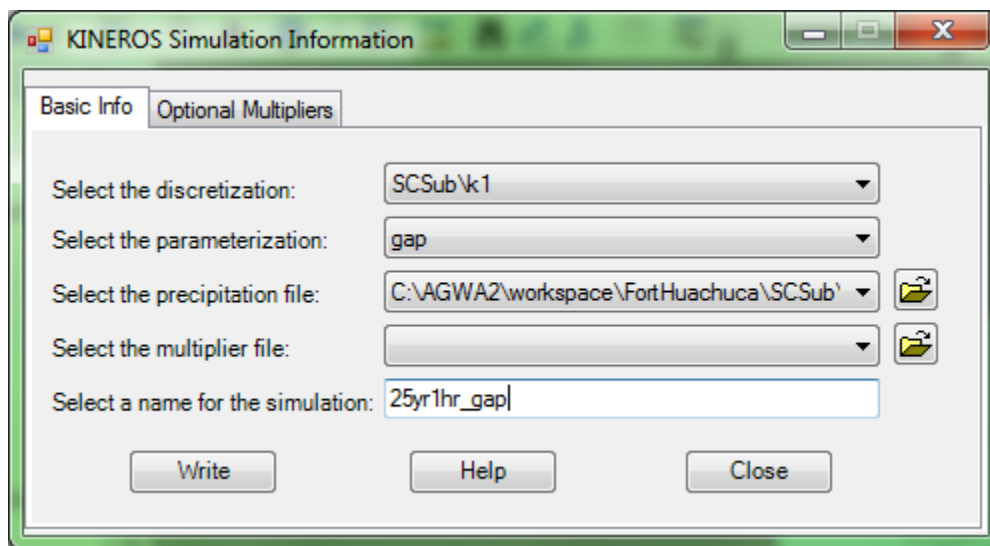 KINEROS Simulation Information
Basic Info Optional Multipliers
Select the discretization: SCSub\k1
Select the parameterization: gap
Select the precipitation file: C:\AGWA2\workspace\FortHuachuca\SCSub\
Select the multiplier file:
Select a name for the simulation: 25yr1hr_gap
Write Help Close